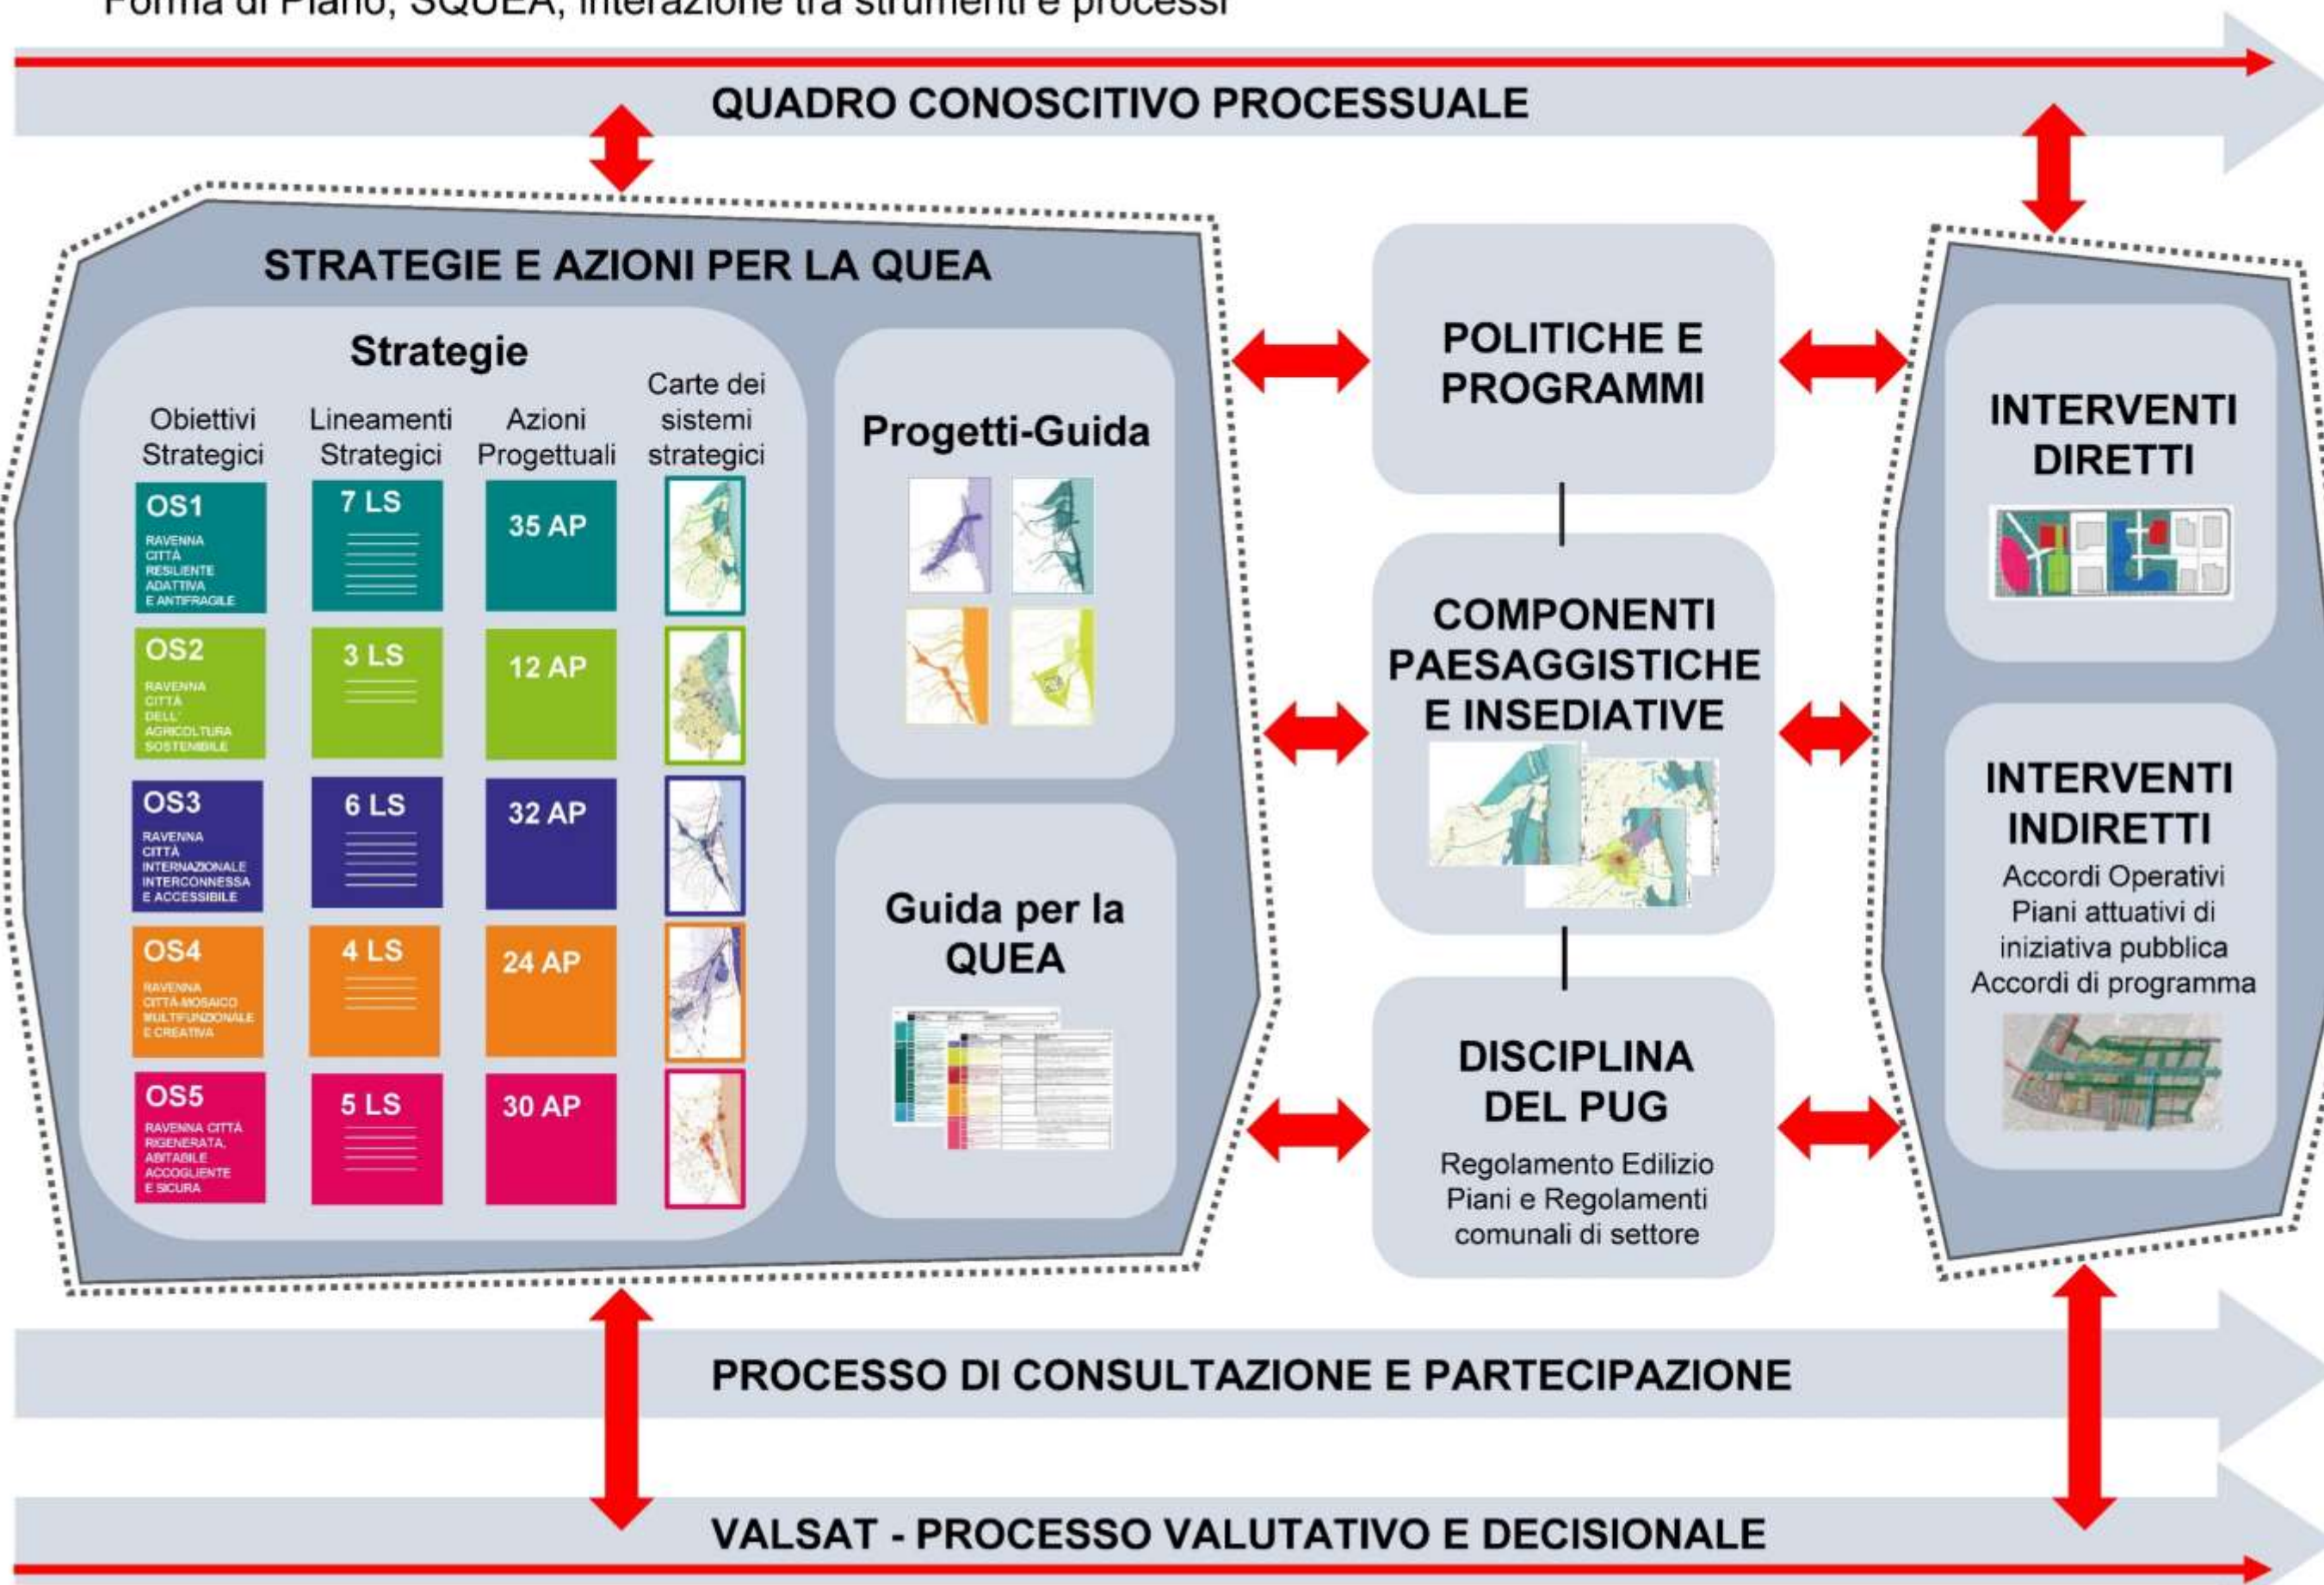 Forma di Piano, SQUEA, interazione tra strumenti e processi
QUADRO CONOSCITIVO PROCESSUALE
STRATEGIE E AZIONI PER LA QUEA
Strategie
Obiettivi
Strategici
Lineamenti
Strategici
Azioni
Progettuali
Carte dei
sistemi
strategici
OS1
RAVENNA
CITTÀ
RESILIENTE
ADATTIVA
E ANTIFRAGILE
7 LS
35 AP
OS2
RAVENNA
CITTÀ
DELL'
AGRICOLTURA
SOSTENIBILE
3 LS
12 AP
OS3
RAVENNA
CITTÀ
INTERNAZIONALE
INTERCONNESSA
E ACCESSIBILE
6 LS
32 AP
OS4
RAVENNA
CITTÀ-MOSAICO
MULTIFUNZIONALE
E CREATIVA
4 LS
24 AP
OS5
RAVENNA CITTÀ
RIGENERATA,
ABITABILE
ACCOGLIENTE
E SICURA
5 LS
30 AP
Progetti-Guida
Guida per la
QUEA
POLITICHE E
PROGRAMMI
COMPONENTI
PAESAGGISTICHE
E INSEDIATIVE
DISCIPLINA
DEL PUG
Regolamento Edilizio
Piani e Regolamenti
comunali di settore
INTERVENTI
DIRETTI
INTERVENTI
INDIRETTI
Accordi Operativi
Piani attuativi di
iniziativa pubblica
Accordi di programma
PROCESSO DI CONSULTAZIONE E PARTECIPAZIONE
VALSAT - PROCESSO VALUTATIVO E DECISIONALE